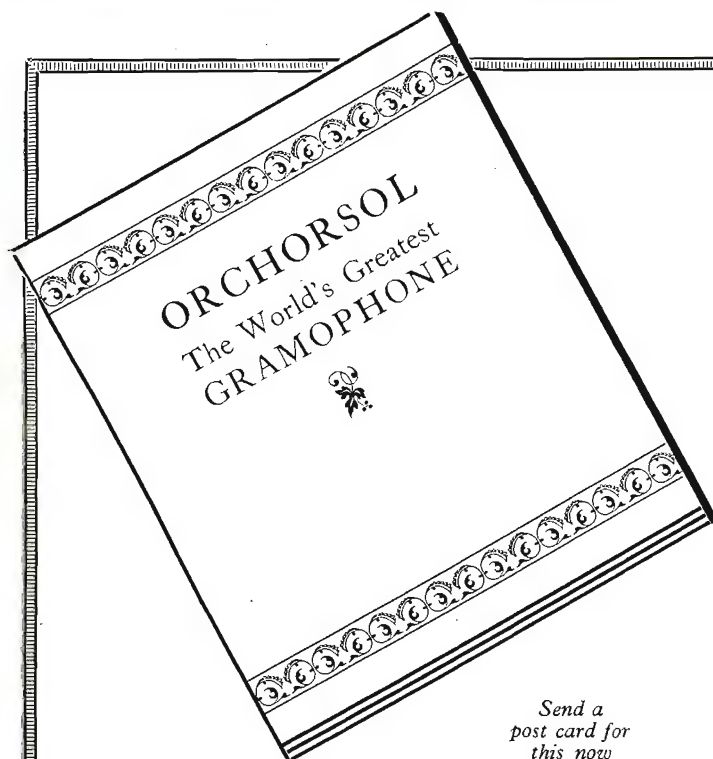 ORCHORSOL
The World's Greatest
GRAMOPHONE
Send a
post card for
this now